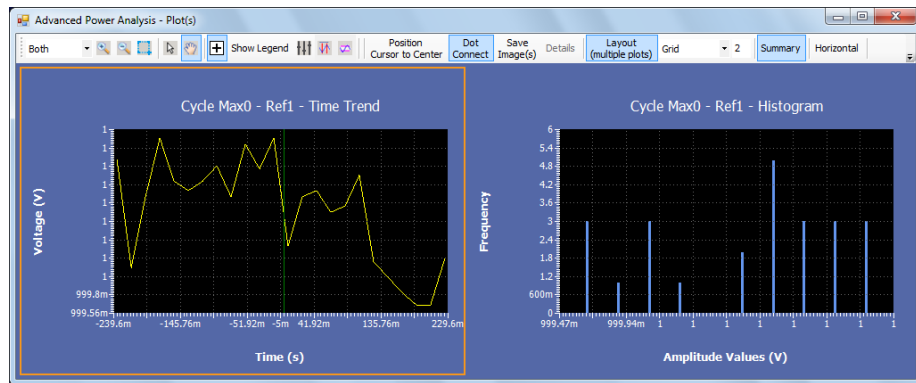 Advanced Power Analysis - Plot(s)
Both Show Legend Position Cursor to Center Dot Connect Save Image(s) Details Layout (multiple plots) Grid 2 Summary Horizontal
Cycle Max0 - Ref1 - Time Trend
Voltage (V)
1
1
1
1
1
1
1
1
1
999.8m
999.56m
-239.6m -145.76m -51.92m -5m 41.92m 135.76m 229.6m
Time (s)
Cycle Max0 - Ref1 - Histogram
Frequency
6
5.4
4.8
4.2
3.6
3
2.4
1.8
1.2
600m
0
999.47m 999.94m 1 1 1 1 1 1
Amplitude Values (V)